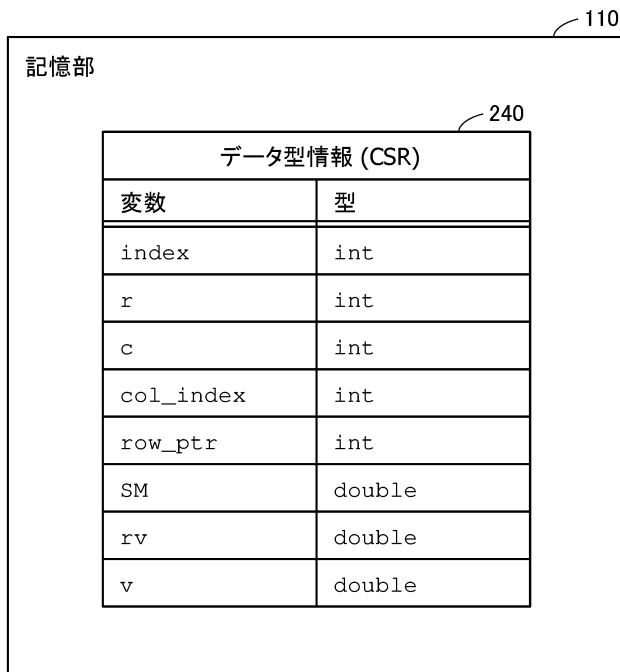 110
記憶部
240
データ型情報 (CSR)
変数 型
index int
r int
c int
col_index int
row_ptr int
SM double
rv double
v double